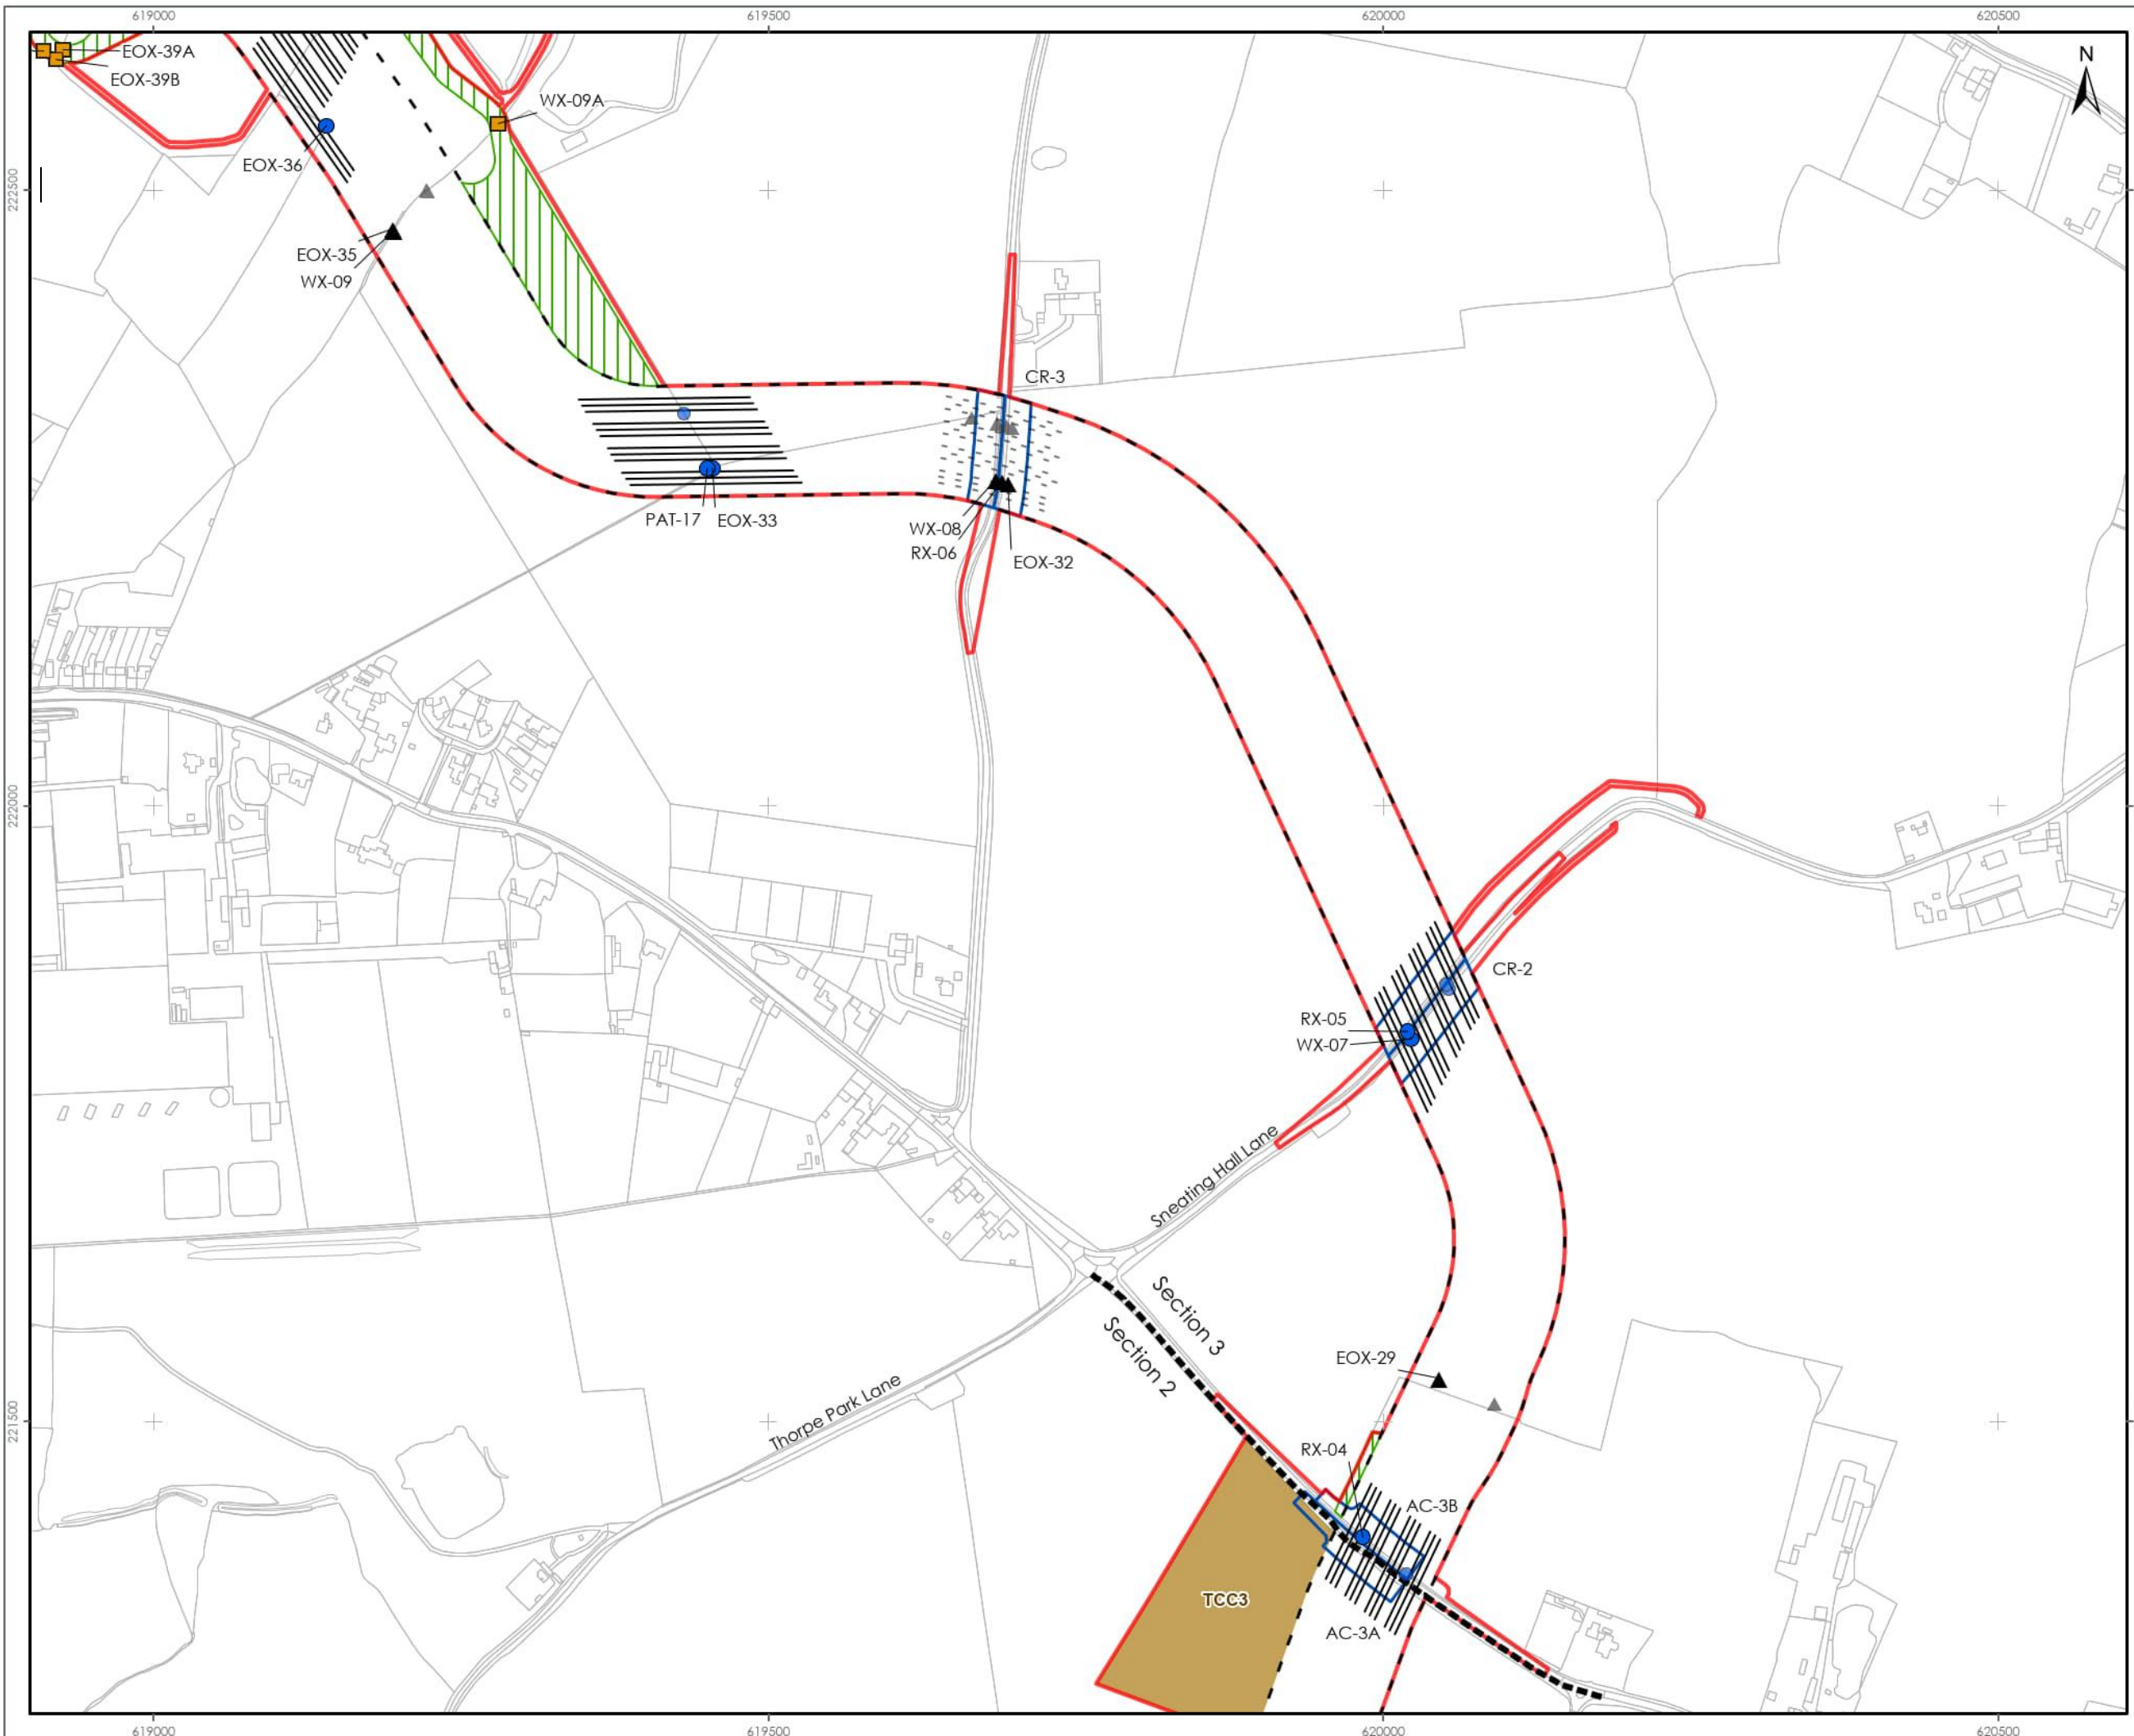 619000
619500
620000
620500
N
EOX-39A
EOX-39B
WX-09A
EOX-36
222500
EOX-35
WX-09
CR-3
PAT-17
EOX-33
WX-08
RX-06
EOX-32
222000
CR-2
RX-05
WX-07
Sneating Hall Lane
Section 3
Section 2
EOX-29
Thorpe Park Lane
221500
RX-04
AC-3B
TCC3
AC-3A
619000
619500
620000
620500